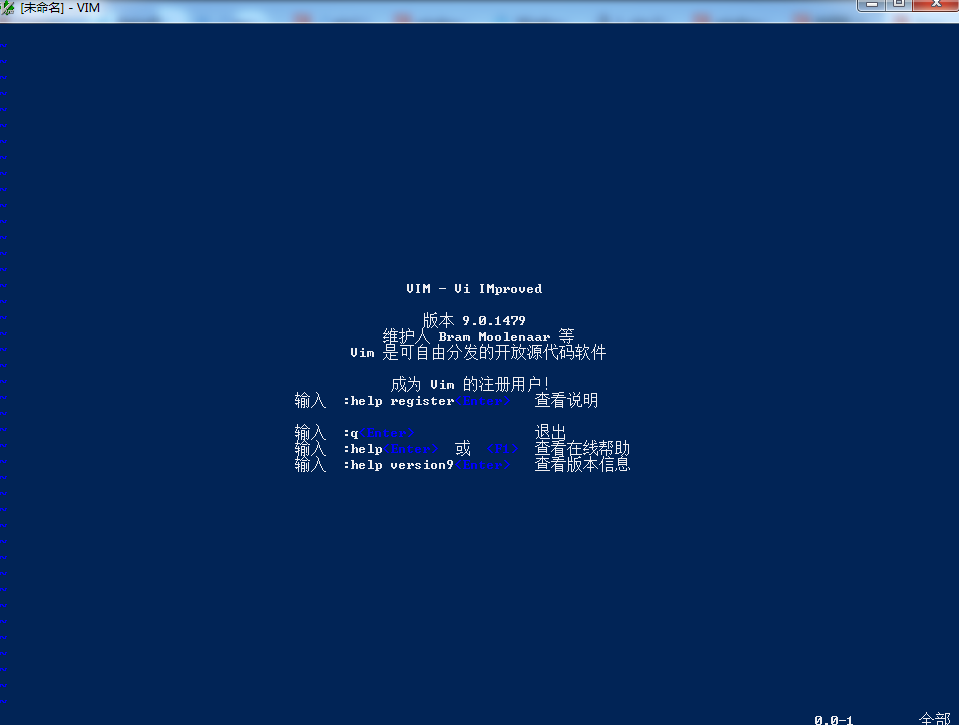 [未命名] - VIM
VIM - Vi IMproved
版本 9.0.1479
维护人 Bram Moolenaar 等
Vim 是可自由分发的开放源代码软件
成为 Vim 的注册用户!
输入 :help register<Enter> 查看说明
输入 :q<Enter> 退出
输入 :help<Enter> 或 <F1> 查看在线帮助
输入 :help version9<Enter> 查看版本信息
0,0-1 全部